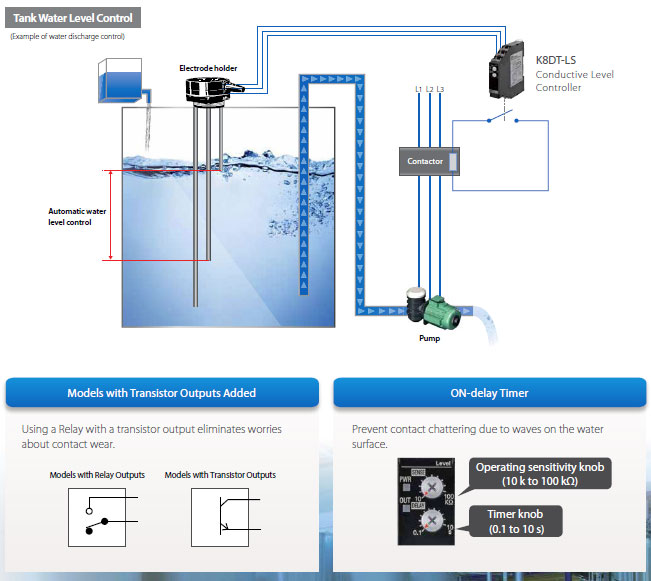 Tank Water Level Control
(Example of water discharge control)
Electrode holder
K8DT-LS
Conductive Level
Controller
L1 L2 L3
Contactor
Automatic water
level control
Pump
Models with Transistor Outputs Added
Using a Relay with a transistor output eliminates worries
about contact wear.
Models with Relay Outputs
Models with Transistor Outputs
ON-delay Timer
Prevent contact chattering due to waves on the water
surface.
Level
SENSE
PWR
OUT
10
100
KΩ
DELAY
0.1
10
s
Operating sensitivity knob
(10 k to 100 kΩ)
Timer knob
(0.1 to 10 s)